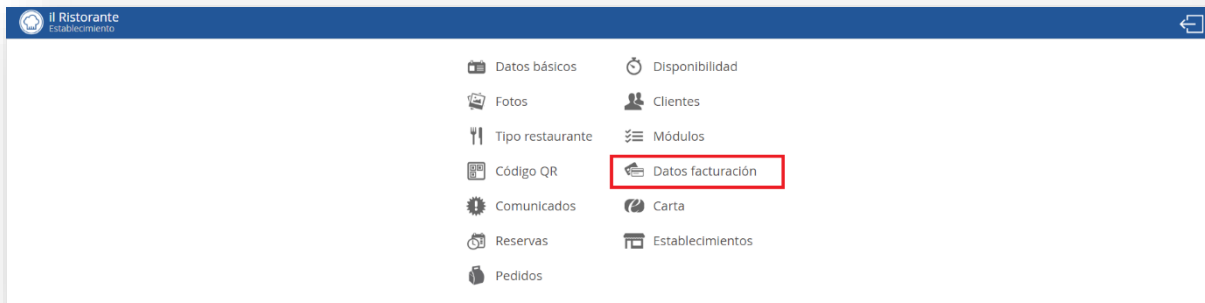 il Ristorante
Establecimiento
Datos básicos
Disponibilidad
Fotos
Clientes
Tipo restaurante
Módulos
Código QR
Datos facturación
Comunicados
Carta
Reservas
Establecimientos
Pedidos